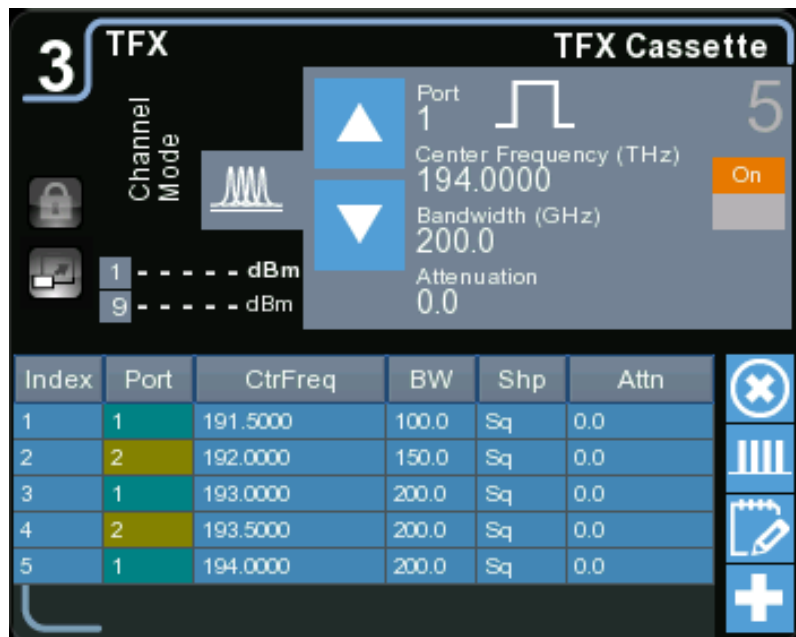 3 TFX TFX Cassette
Channel
Mode
Port
1
5
Center Frequency (THz)
194.0000
On
Bandwidth (GHz)
200.0
Attenuation
0.0
1 - - - - - dBm
9 - - - - - dBm
Index Port CtrFreq BW Shp Attn
1 1 191.5000 100.0 Sq 0.0
2 2 192.0000 150.0 Sq 0.0
3 1 193.0000 200.0 Sq 0.0
4 2 193.5000 200.0 Sq 0.0
5 1 194.0000 200.0 Sq 0.0